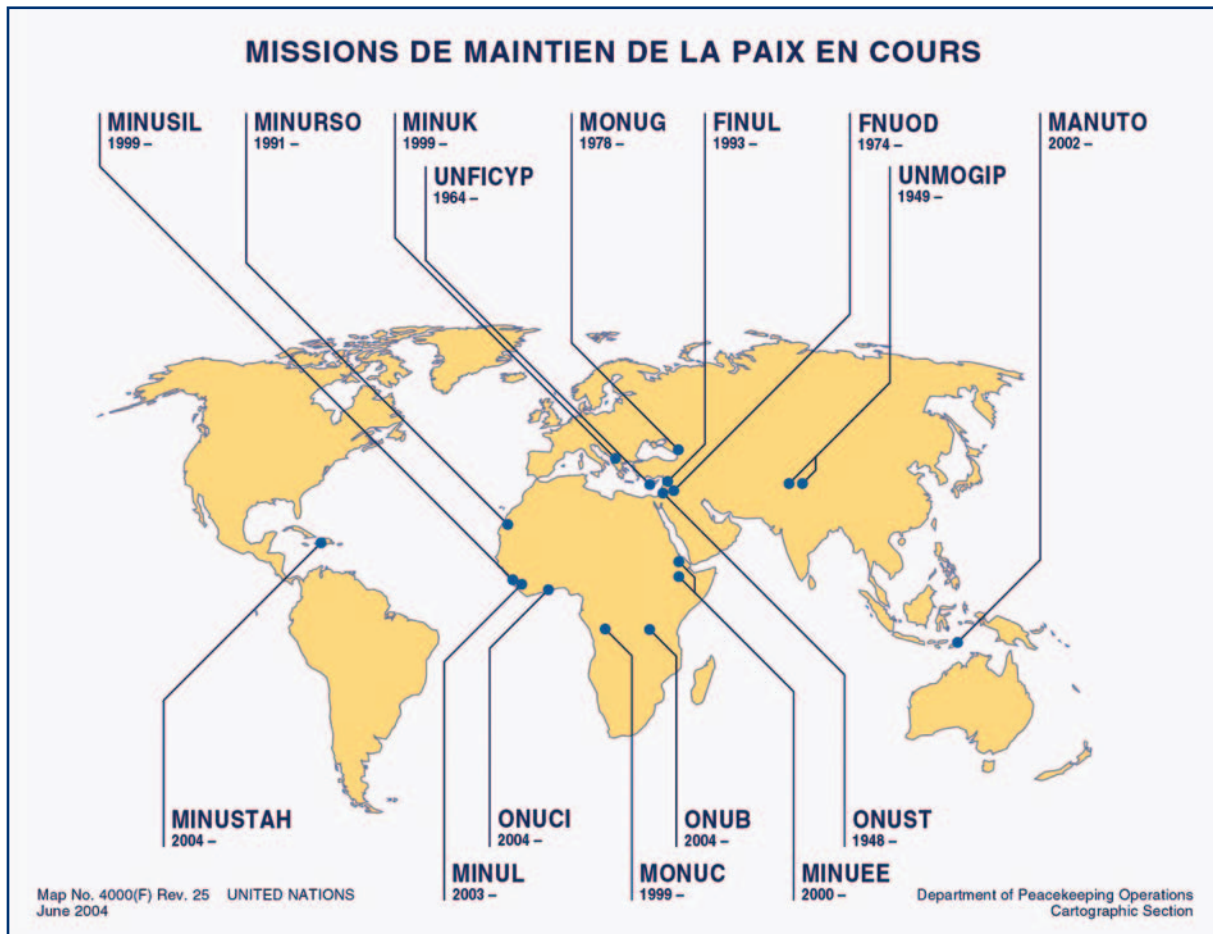 MISSIONS DE MAINTIEN DE LA PAIX EN COURS
MINUSIL
1999 –
MINURSO
1991 –
MINUK
1999 –
UNFICYP
1964 –
MONUG
1978 –
FINUL
1993 –
FNUOD
1974 –
UNMOGIP
1949 –
MANUTO
2002 –
MINUSTAH
2004 –
MINUL
2003 –
ONUCI
2004 –
MONUC
1999 –
ONUB
2004 –
MINUEE
2000 –
ONUST
1948 –
Map No. 4000(F) Rev. 25 UNITED NATIONS
June 2004
Department of Peacekeeping Operations
Cartographic Section